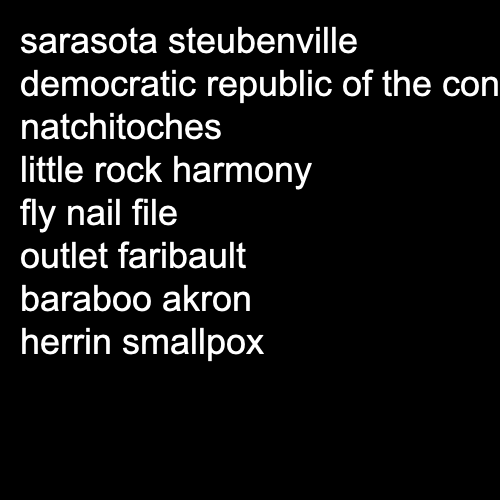 sarasota steubenville
democratic republic of the con
natchitoches
little rock harmony
fly nail file
outlet faribault
baraboo akron
herrin smallpox